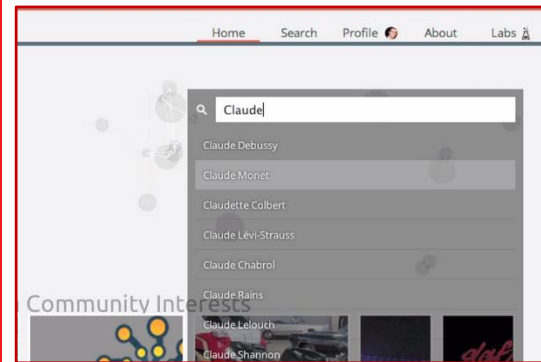 Home Search Profile About Labs
Claude
Claude Debussy
Claude Monet
Claudette Colbert
Claude Lévi-Strauss
Claude Chabrol
Claude Rains
Community Interests
Claude Lelouch
Claude Shannon